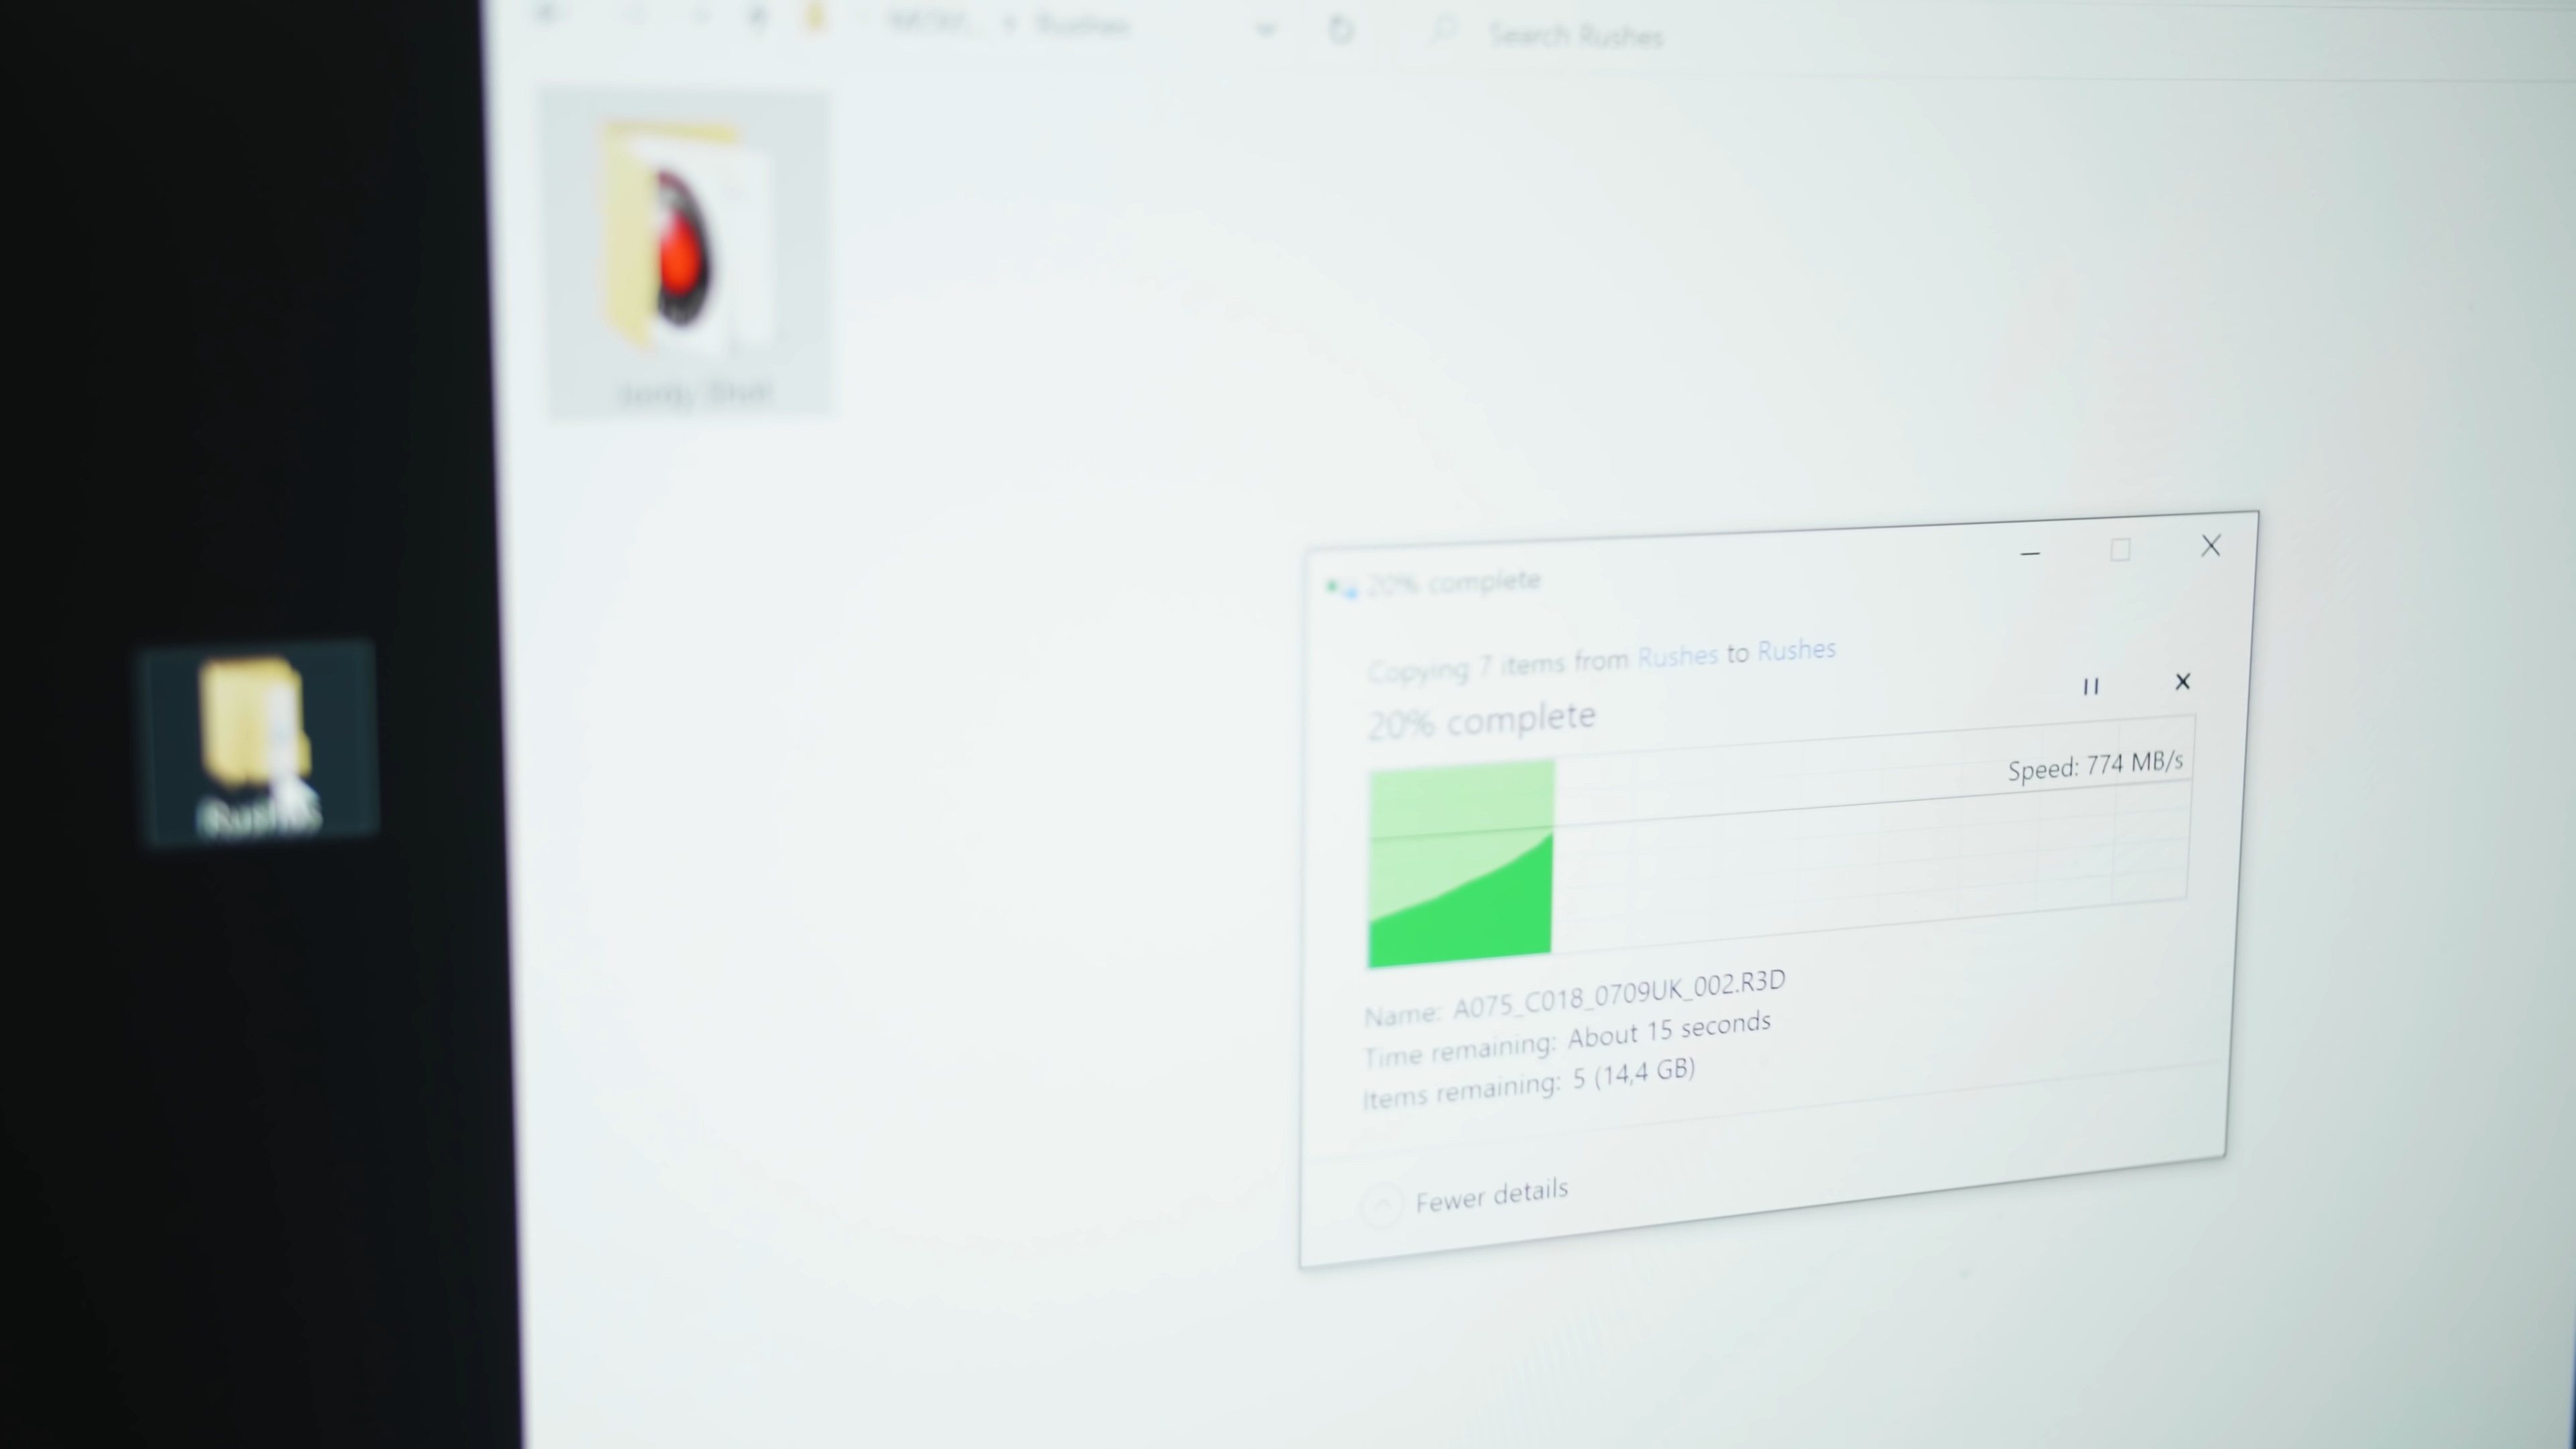 Rushes
Search Rushes
Rushes
20% complete
Copying 7 items from Rushes to Rushes
20% complete
Speed: 774 MB/s
Name: A075_C018_0709UK_002.R3D
Time remaining: About 15 seconds
Items remaining: 5 (14,4 GB)
Fewer details